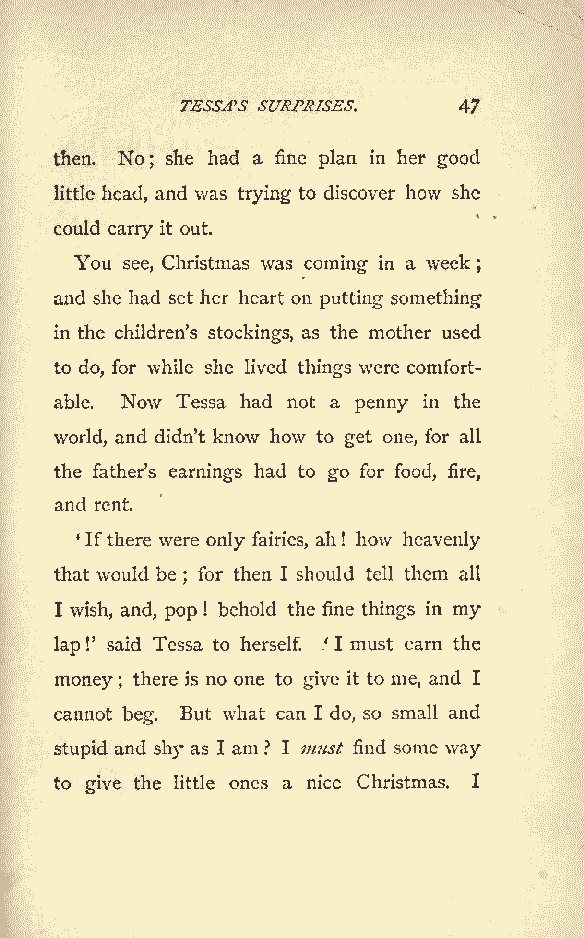 TESSA'S SURPRISES. 47
then. No; she had a fine plan in her good
little head, and was trying to discover how she
could carry it out.
You see, Christmas was coming in a week;
and she had set her heart on putting something
in the children's stockings, as the mother used
to do, for while she lived things were comfort-
able. Now Tessa had not a penny in the
world, and didn't know how to get one, for all
the father's earnings had to go for food, fire,
and rent.
'If there were only fairies, ah! how heavenly
that would be; for then I should tell them all
I wish, and, pop! behold the fine things in my
lap!' said Tessa to herself. 'I must earn the
money; there is no one to give it to me, and I
cannot beg. But what can I do, so small and
stupid and shy as I am? I must find some way
to give the little ones a nice Christmas. I